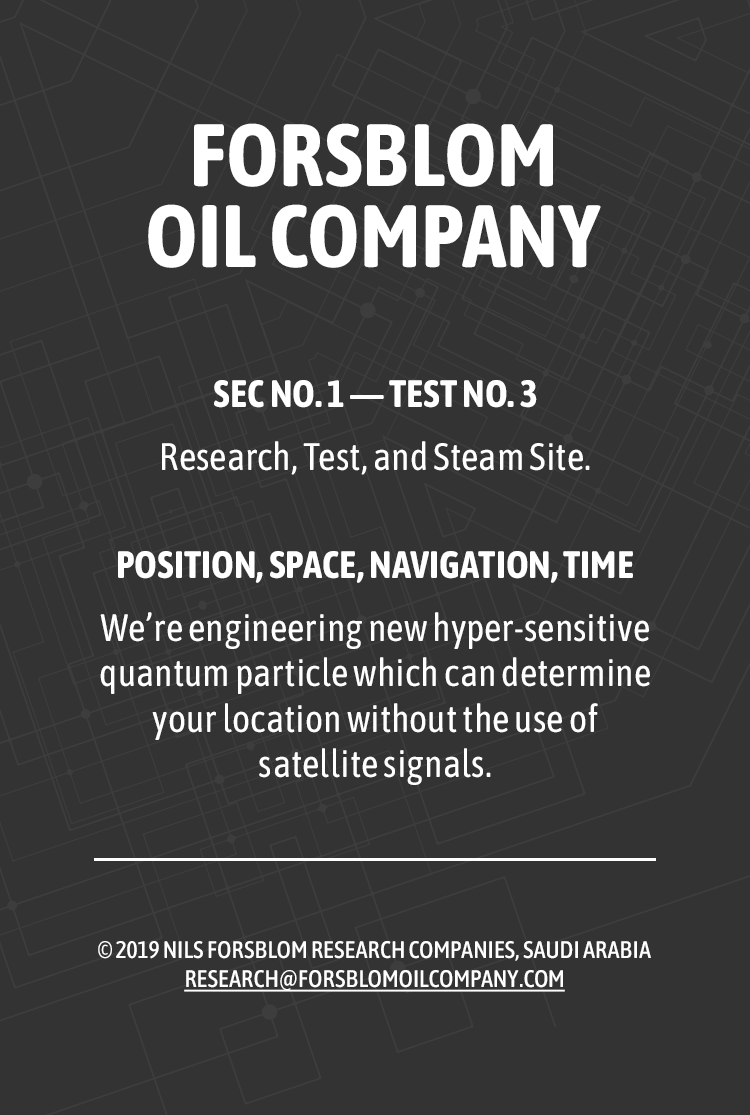 FORSBLOM
OIL COMPANY
SEC NO. 1 — TEST NO. 3
Research, Test, and Steam Site.
POSITION, SPACE, NAVIGATION, TIME
We’re engineering new hyper-sensitive
quantum particle which can determine
your location without the use of
satellite signals.
©2019 NILS FORSBLOM RESEARCH COMPANIES, SAUDI ARABIA
RESEARCH@FORSBLOMOILCOMPANY.COM